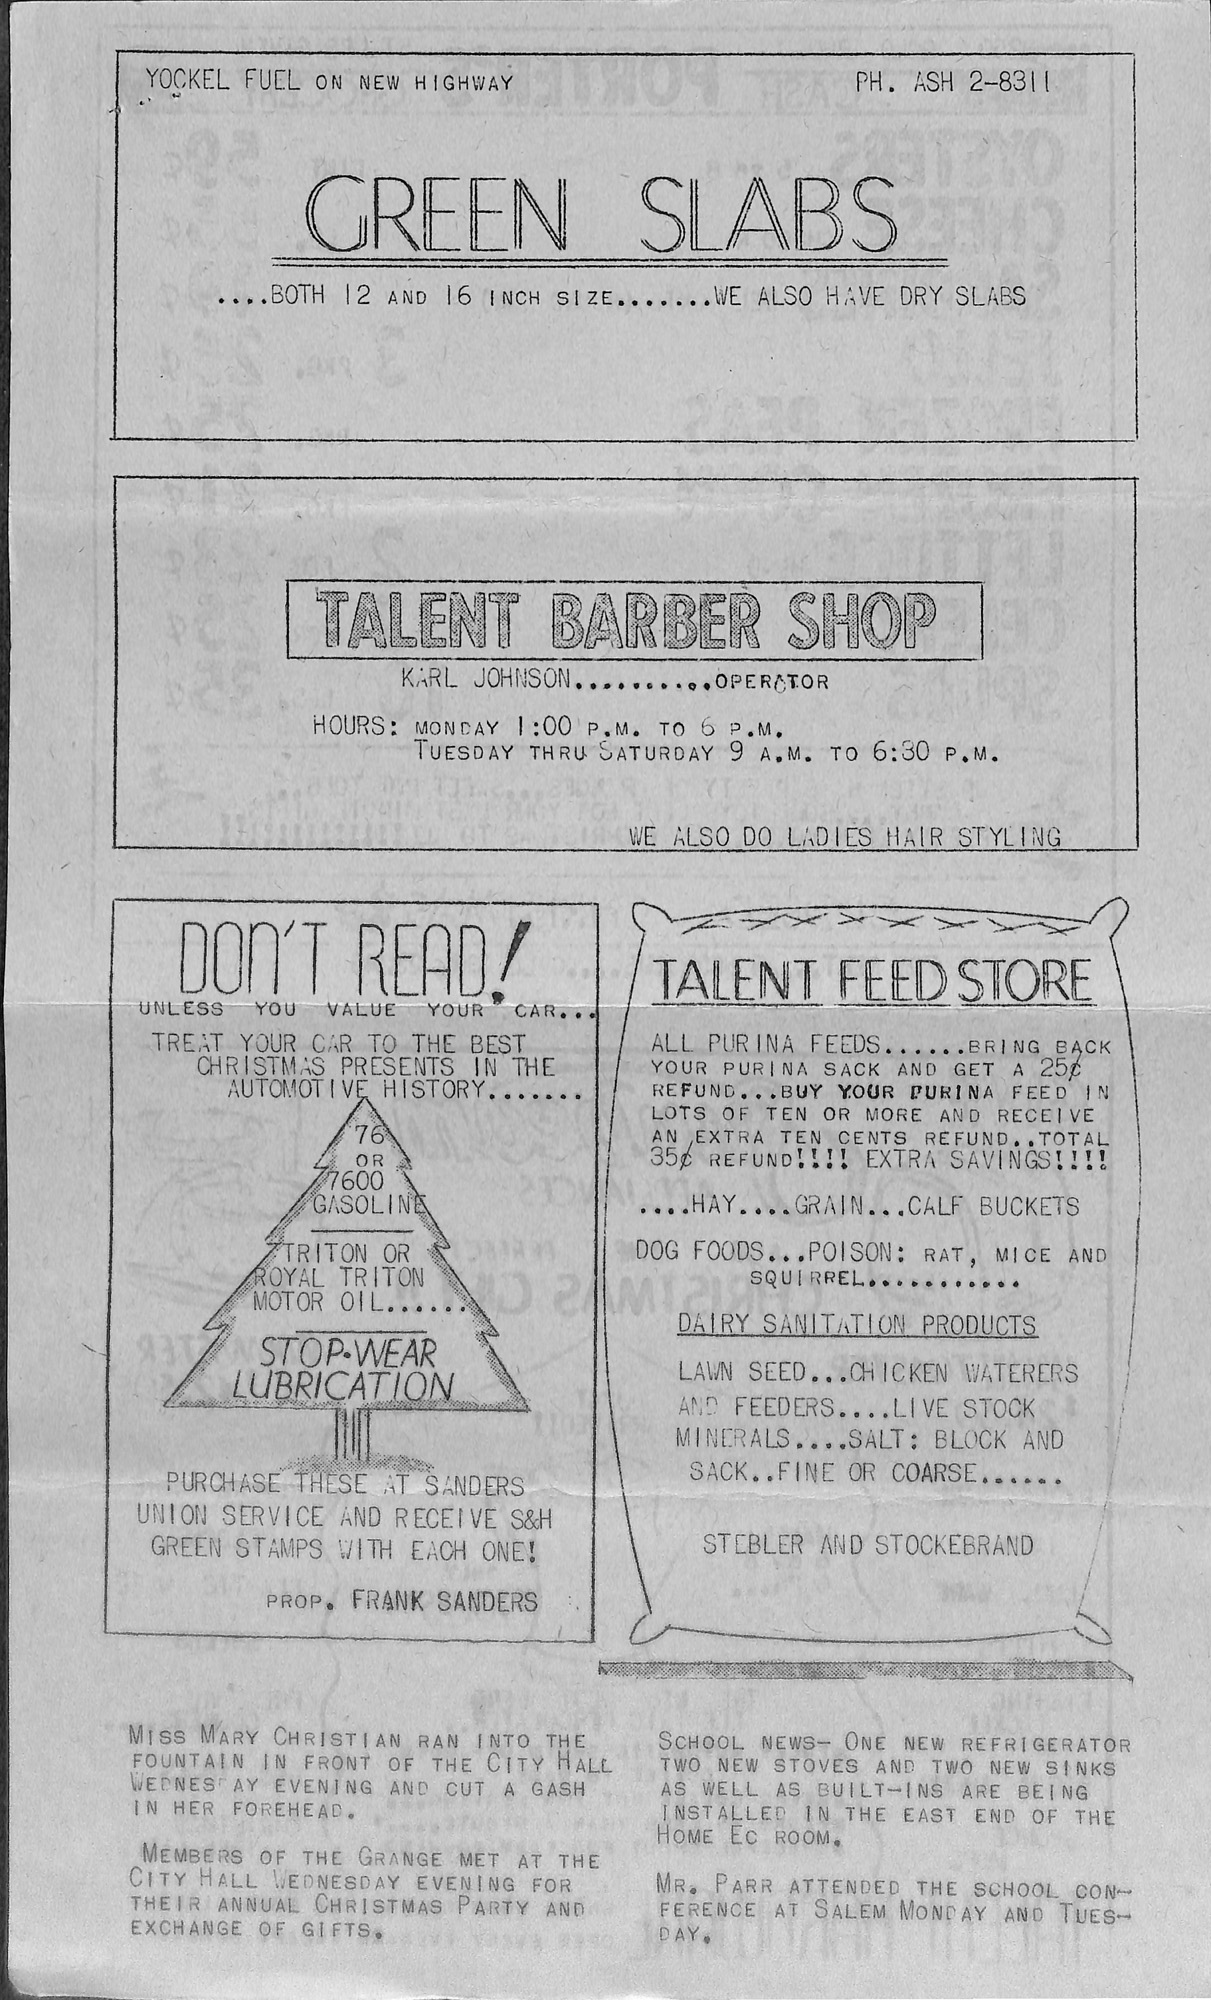 YOCKEL FUEL ON NEW HIGHWAY PH. ASH 2-8311
GREEN SLABS
....BOTH 12 AND 16 INCH SIZE.......WE ALSO HAVE DRY SLABS
TALENT BARBER SHOP
KARL JOHNSON..........OPERATOR
HOURS: MONDAY 1:00 P.M. TO 6 P.M.
TUESDAY THRU SATURDAY 9 A.M. TO 6:30 P.M.
WE ALSO DO LADIES HAIR STYLING
DON'T READ!
UNLESS YOU VALUE YOUR CAR...
TREAT YOUR CAR TO THE BEST
CHRISTMAS PRESENTS IN THE
AUTOMOTIVE HISTORY.......
76
OR
7600
GASOLINE
TRITON OR
ROYAL TRITON
MOTOR OIL......
STOP-WEAR
LUBRICATION
PURCHASE THESE AT SANDERS
UNION SERVICE AND RECEIVE S&H
GREEN STAMPS WITH EACH ONE!
PROP. FRANK SANDERS
TALENT FEED STORE
ALL PURINA FEEDS......BRING BACK
YOUR PURINA SACK AND GET A 25¢
REFUND...BUY YOUR PURINA FEED IN
LOTS OF TEN OR MORE AND RECEIVE
AN EXTRA TEN CENTS REFUND..TOTAL
35¢ REFUND!!!! EXTRA SAVINGS!!!!
....HAY....GRAIN...CALF BUCKETS
DOG FOODS...POISON: RAT, MICE AND
SQUIRREL...........
DAIRY SANITATION PRODUCTS
LAWN SEED...CHICKEN WATERERS
AND FEEDERS....LIVE STOCK
MINERALS....SALT: BLOCK AND
SACK..FINE OR COARSE......
STEBLER AND STOCKEBRAND
MISS MARY CHRISTIAN RAN INTO THE
FOUNTAIN IN FRONT OF THE CITY HALL
WEDNESDAY EVENING AND CUT A GASH
IN HER FOREHEAD.
MEMBERS OF THE GRANGE MET AT THE
CITY HALL WEDNESDAY EVENING FOR
THEIR ANNUAL CHRISTMAS PARTY AND
EXCHANGE OF GIFTS.
SCHOOL NEWS- ONE NEW REFRIGERATOR
TWO NEW STOVES AND TWO NEW SINKS
AS WELL AS BUILT-INS ARE BEING
INSTALLED IN THE EAST END OF THE
HOME EC ROOM.
MR. PARR ATTENDED THE SCHOOL CON-
FERENCE AT SALEM MONDAY AND TUES-
DAY.